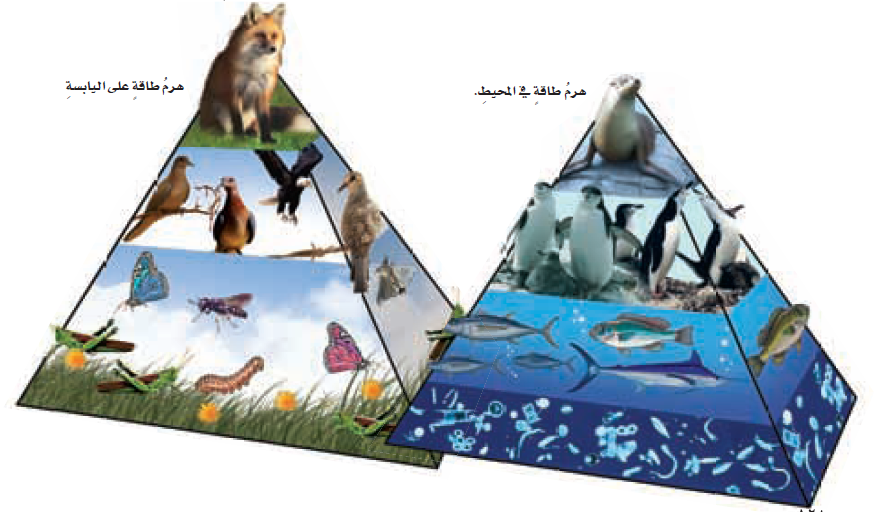 هرمُ طاقةٍ في المحيطِ.
هرمُ طاقةٍ على اليابسةِ